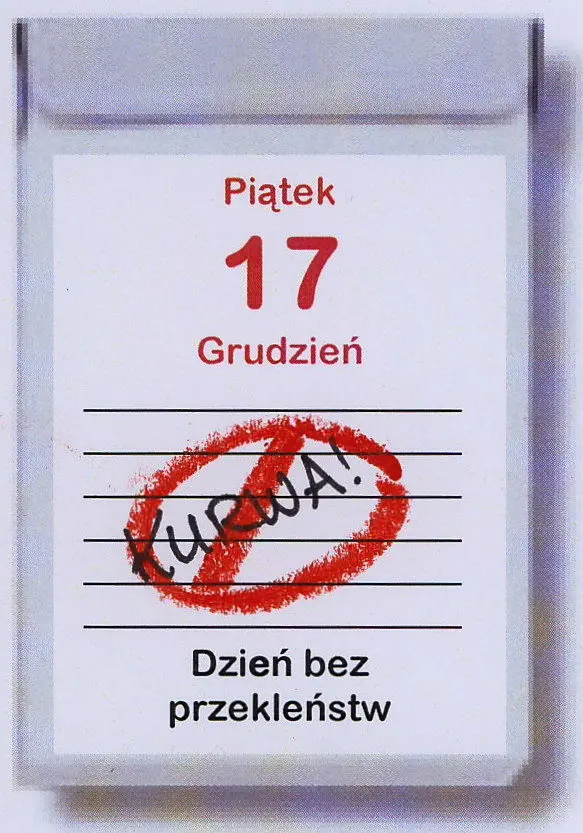 Piątek
17
Grudzień
KURWA!
Dzień bez
przekleństw